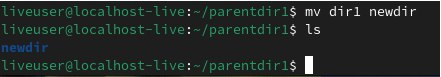 liveuser@localhost-live:~/parentdir1$ mv dir1 newdir
liveuser@localhost-live:~/parentdir1$ ls
newdir
liveuser@localhost-live:~/parentdir1$